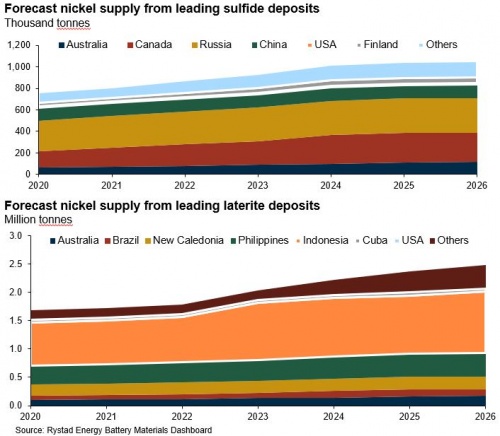 Forecast nickel supply from leading sulfide deposits
Thousand tonnes
Australia Canada Russia China USA Finland Others
1,200
1,000
800
600
400
200
0
2020 2021 2022 2023 2024 2025 2026
Forecast nickel supply from leading laterite deposits
Million tonnes
Australia Brazil New Caledonia Philippines Indonesia Cuba USA Others
3.0
2.5
2.0
1.5
1.0
0.5
0.0
2020 2021 2022 2023 2024 2025 2026
Source: Rystad Energy Battery Materials Dashboard